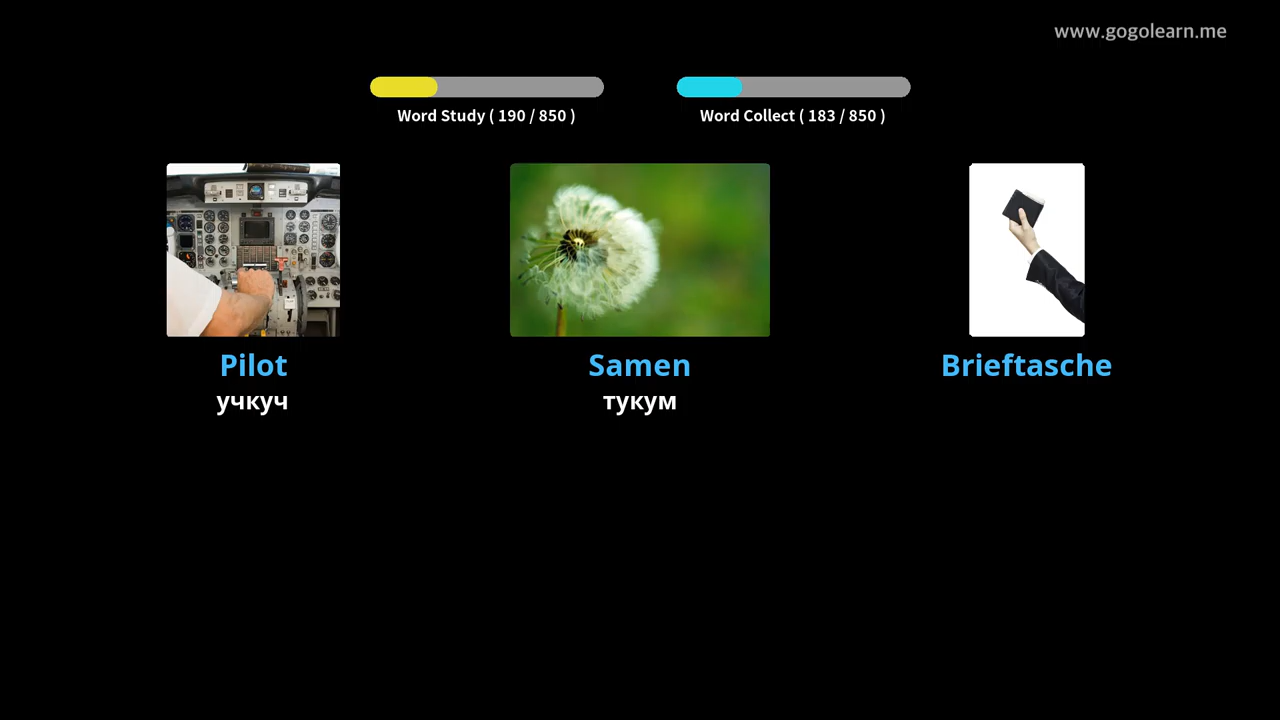 www.gogolearn.me
Word Study ( 190 / 850 )
Word Collect ( 183 / 850 )
Pilot
учкуч
Samen
тукум
Brieftasche